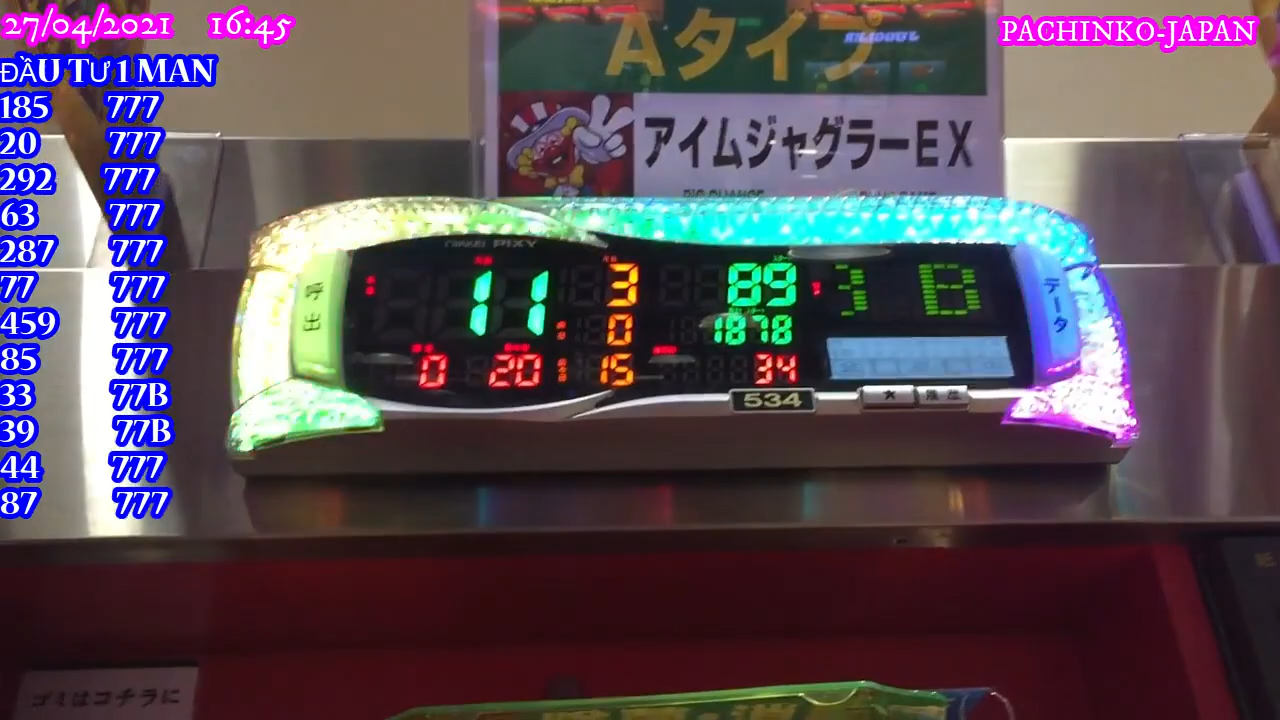 27/04/2021 16:45
PACHINKO-JAPAN
ĐẦU TƯ 1 MAN
185 777
20 777
292 777
63 777
287 777
77 777
459 777
85 777
33 77B
39 77B
44 777
87 777
Aタイプ
アイムジャグラーEX
PIXY
11 3 89 3 B
0 1878
0 20 15 34
534
データ
ゴミはコチラに